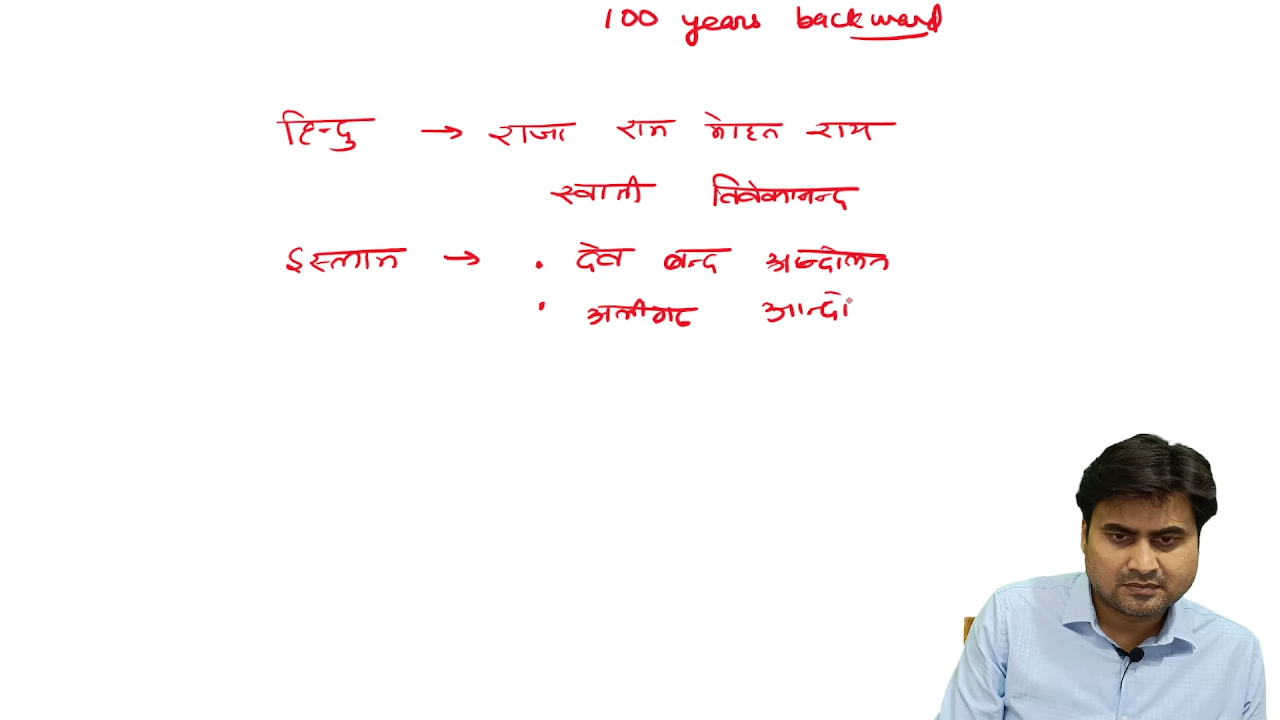 100 years backward
हिन्दु → राजा राम मोहन राय
स्वामी विवेकानन्द
इस्लाम → • देव बन्द आन्दोलन
• अलीगढ आन्दो